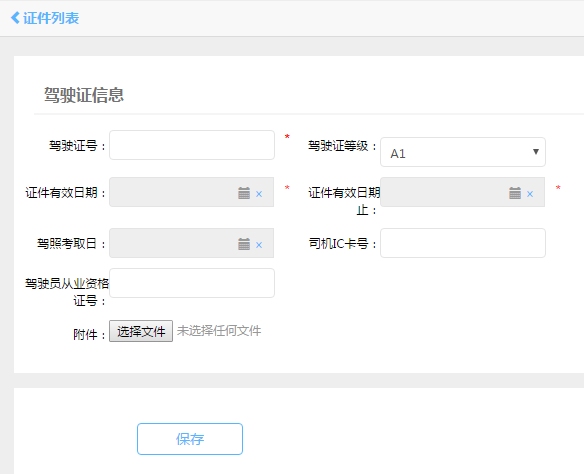 证件列表
驾驶证信息
驾驶证号： * 驾驶证等级： A1
证件有效日期： × * 证件有效日期 × *
止：
驾照考取日： × 司机IC卡号：
驾驶员从业资格
证号：
附件： 选择文件 未选择任何文件
保存